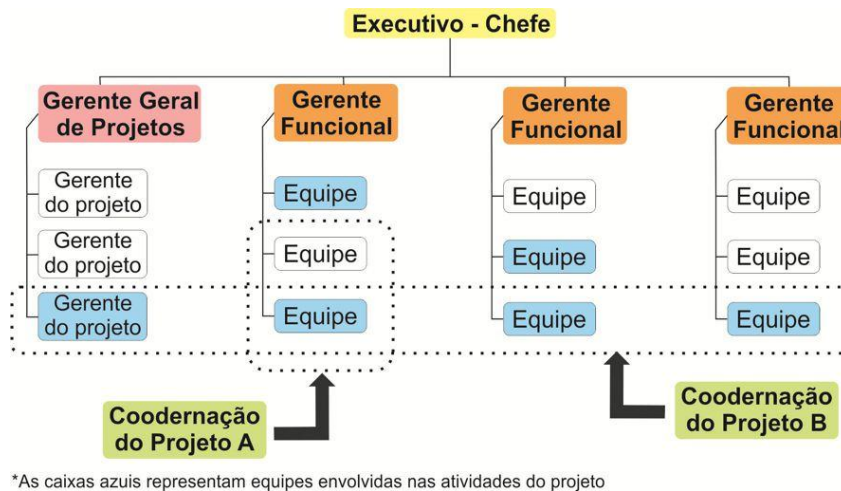 Executivo - Chefe
Gerente Geral
de Projetos
Gerente
Funcional
Gerente
Funcional
Gerente
Funcional
Gerente
do projeto
Equipe
Equipe
Equipe
Gerente
do projeto
Equipe
Equipe
Equipe
Gerente
do projeto
Equipe
Equipe
Equipe
Coodernação
do Projeto A
Coodernação
do Projeto B
*As caixas azuis representam equipes envolvidas nas atividades do projeto